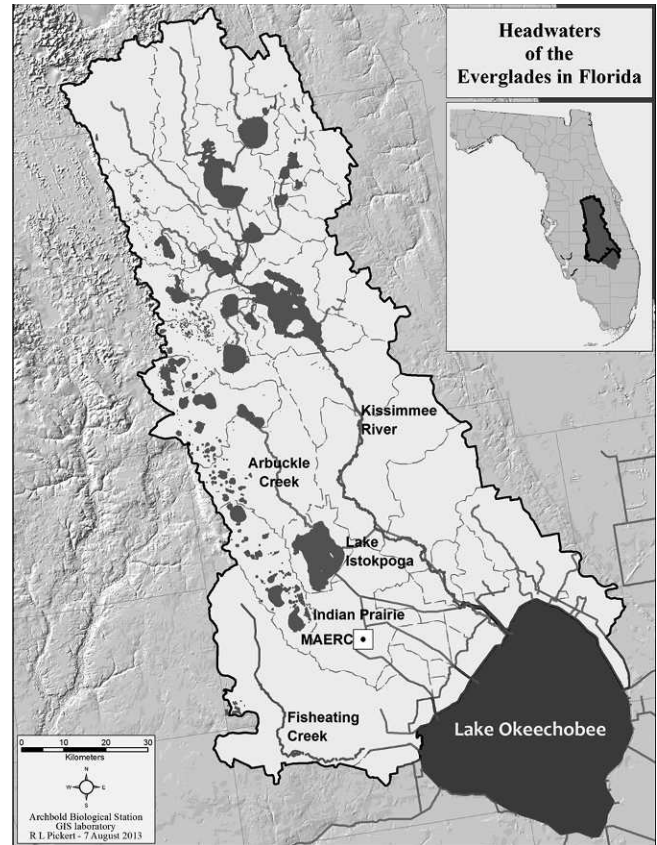 Headwaters
of the
Everglades in Florida
Kissimmee
River
Arbuckle
Creek
Lake
Istokpoga
Indian Prairie
MAERC
Fisheating
Creek
Lake Okeechobee
0 10 20 30
Kilometers
N
W E
S
Archbold Biological Station
GIS laboratory
R L Pickert - 7 August 2013